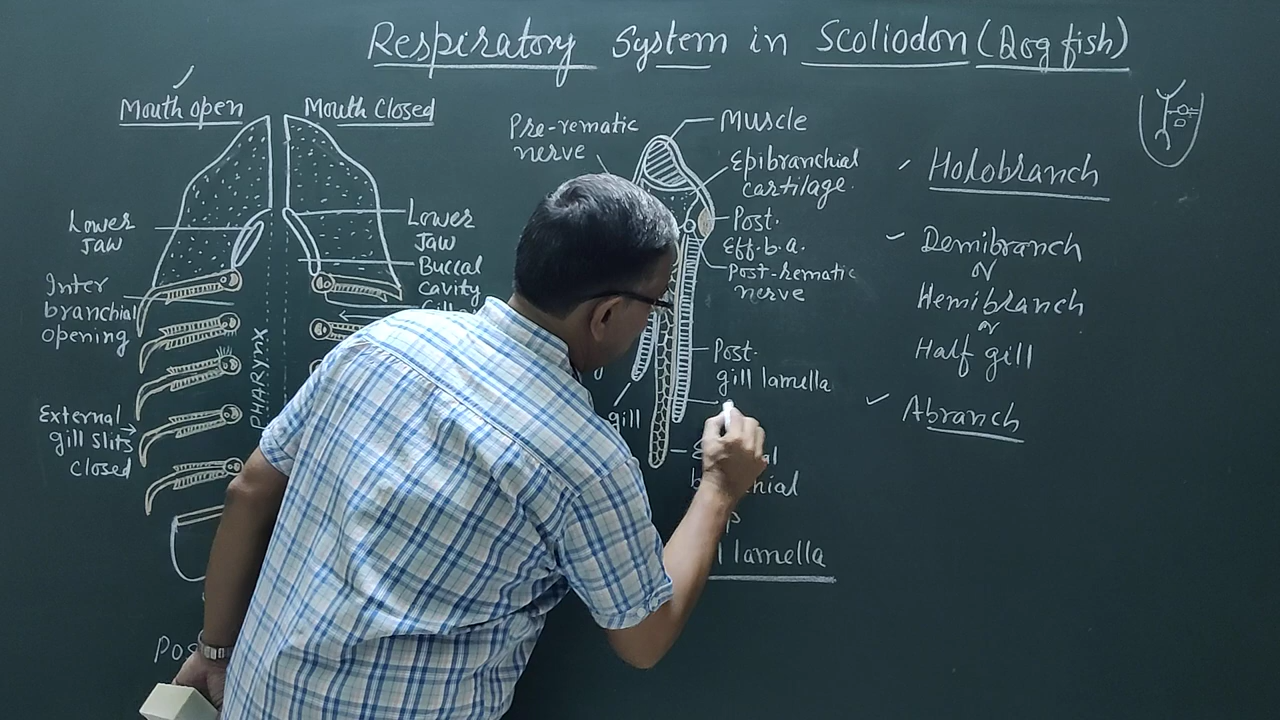 Respiratory System in Scoliodon (Dog fish)
Mouth open
Mouth Closed
Lower
Jaw
Inter
branchial
opening
External
gill slits
closed
PHARYNX
Lower
Jaw
Buccal
cavity
Pos
Pre-rematic
nerve
gill
Muscle
Epibranchial
cartilage.
Post.
Eff.b.a.
Post-rematic
nerve
Post-
gill lamella
lamella
Holobranch
Demibranch
or
Hemibranch
or
Half gill
Abranch